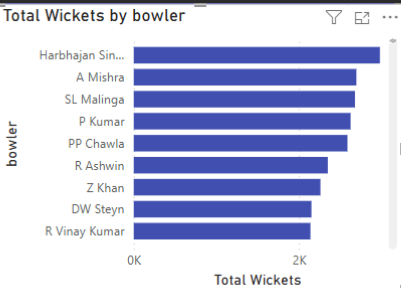 Total Wickets by bowler
bowler
Harbhajan Sin...
A Mishra
SL Malinga
P Kumar
PP Chawla
R Ashwin
Z Khan
DW Steyn
R Vinay Kumar
0K 2K
Total Wickets